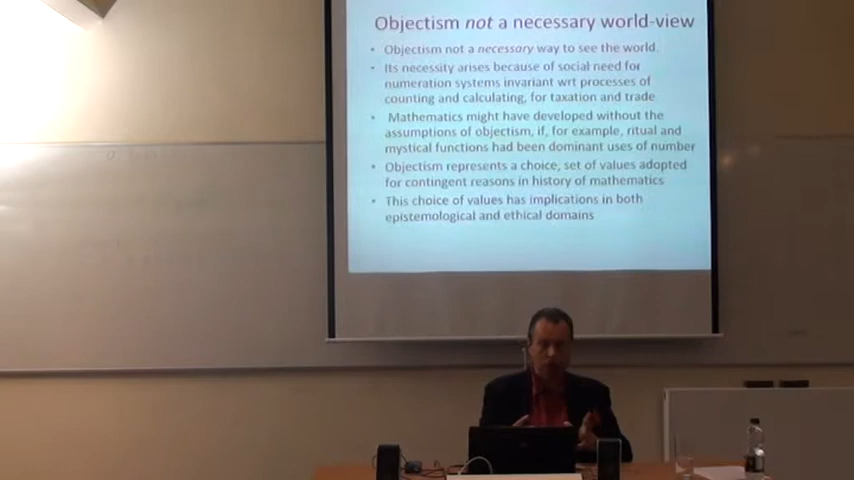 Objectism not a necessary world-view
• Objectism not a necessary way to see the world.
• Its necessity arises because of social need for
numeration systems invariant wrt processes of
counting and calculating, for taxation and trade
• Mathematics might have developed without the
assumptions of objectism, if, for example, ritual and
mystical functions had been dominant uses of number
• Objectism represents a choice, set of values adopted
for contingent reasons in history of mathematics
• This choice of values has implications in both
epistemological and ethical domains